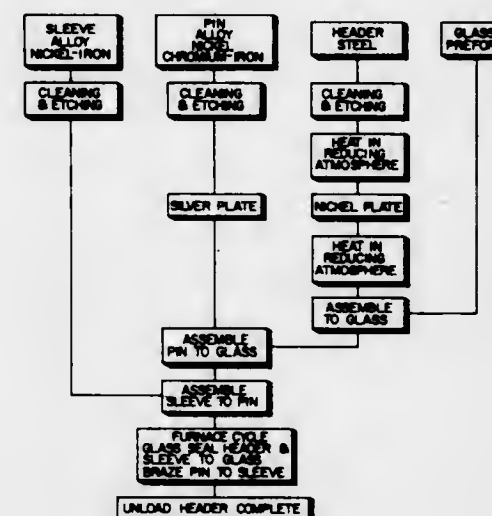 SLEEVE
ALLOY
NICKEL-IRON
PIN
ALLOY
NICKEL
CHROMIUM-IRON
HEADER
STEEL
GLASS
PREFOR
CLEANING
& ETCHING
CLEANING
& ETCHING
CLEANING
& ETCHING
HEAT IN
REDUCING
ATMOSPHERE
SILVER PLATE
NICKEL PLATE
HEAT IN
REDUCING
ATMOSPHERE
ASSEMBLE
TO GLASS
ASSEMBLE
PIN TO GLASS
ASSEMBLE
SLEEVE TO PIN
FURNACE CYCLE
GLASS SEAL HEADER &
SLEEVE TO GLASS
BRAZE PIN TO SLEEVE
UNLOAD HEADER COMPLETE